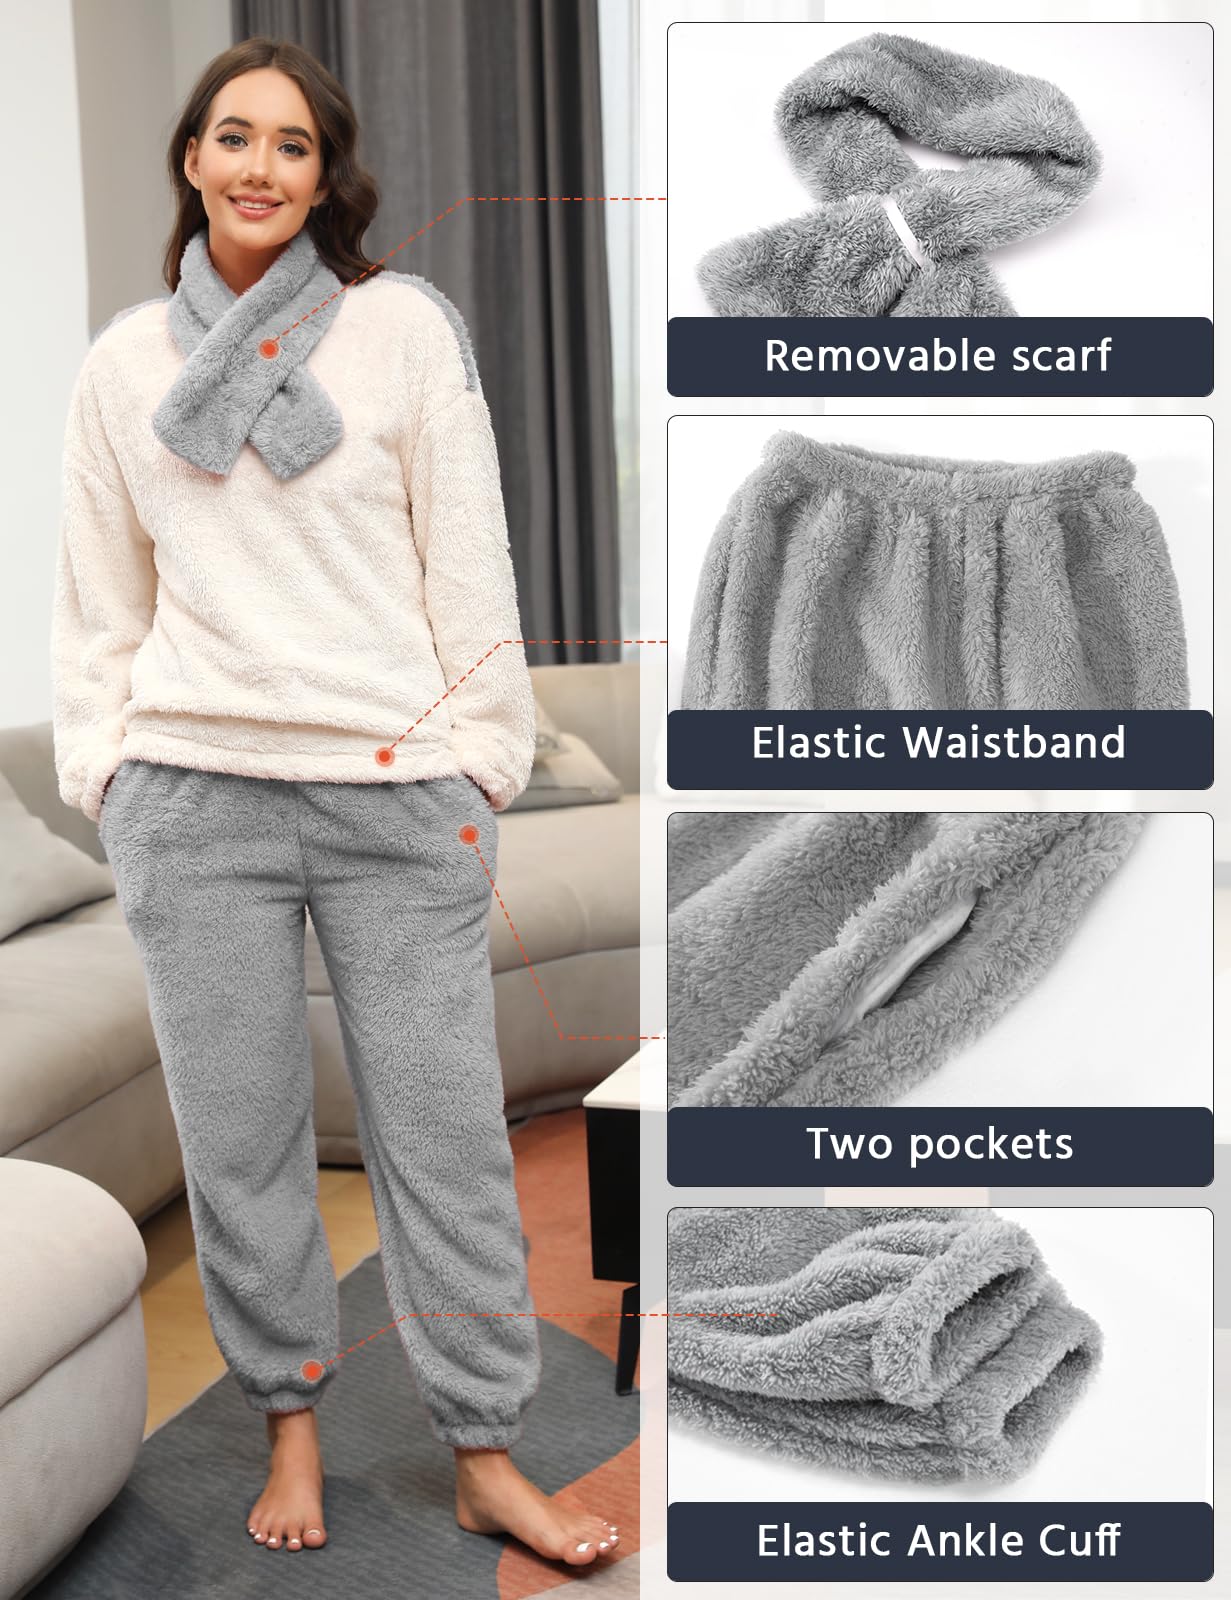 Removable scarf
Elastic Waistband
Two pockets
Elastic Ankle Cuff